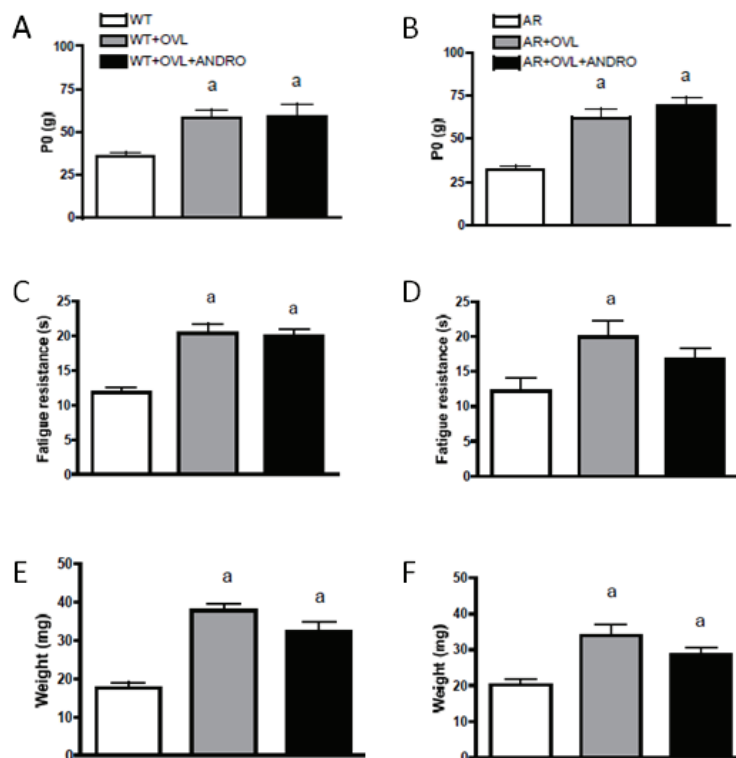 A
WT
WT+OVL
WT+OVL+ANDRO
P0 (g)
100
75
50
25
0
a
a
B
AR
AR+OVL
AR+OVL+ANDRO
P0 (g)
100
75
50
25
0
a
a
C
Fatigue resistance (s)
25
20
15
10
5
0
a
a
D
Fatigue resistance (s)
25
20
15
10
5
0
a
E
Weight (mg)
50
40
30
20
10
0
a
a
F
Weight (mg)
50
40
30
20
10
0
a
a